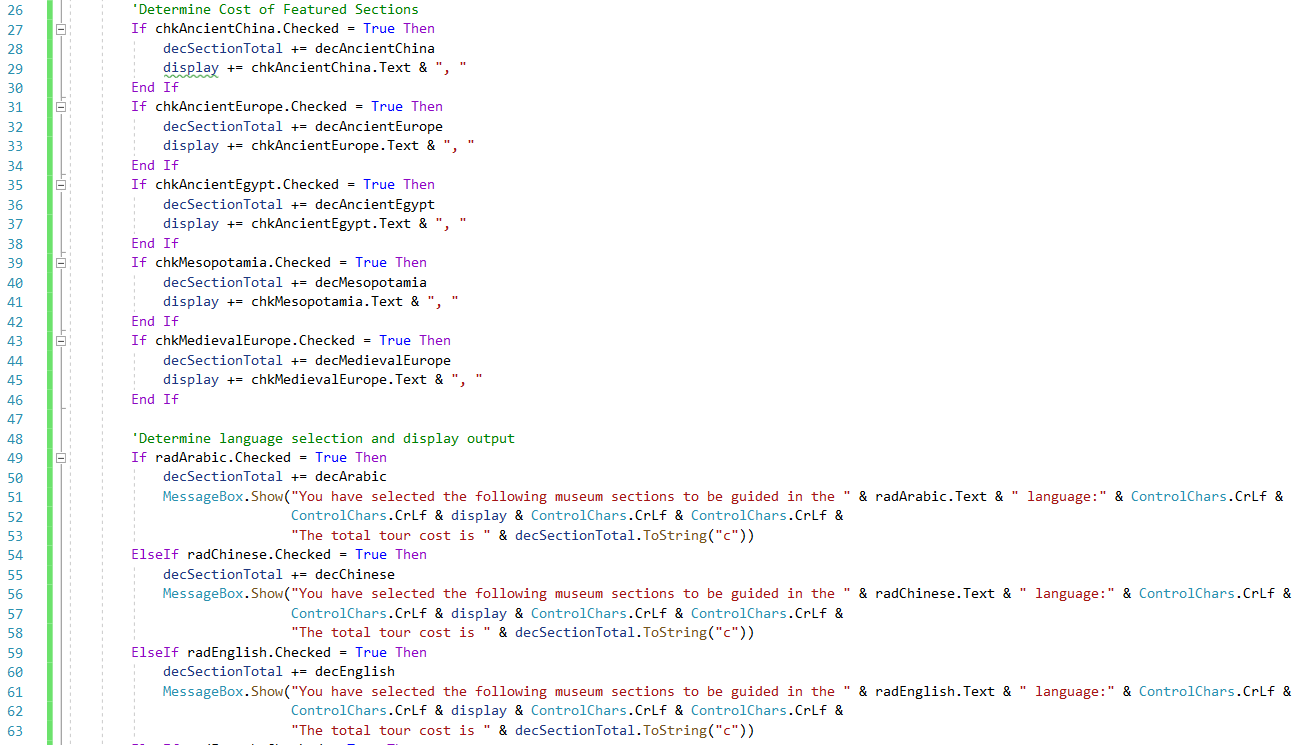 26 'Determine Cost of Featured Sections
27 If chkAncientChina.Checked = True Then
28 decSectionTotal += decAncientChina
29 display += chkAncientChina.Text & ", "
30 End If
31 If chkAncientEurope.Checked = True Then
32 decSectionTotal += decAncientEurope
33 display += chkAncientEurope.Text & ", "
34 End If
35 If chkAncientEgypt.Checked = True Then
36 decSectionTotal += decAncientEgypt
37 display += chkAncientEgypt.Text & ", "
38 End If
39 If chkMesopotamia.Checked = True Then
40 decSectionTotal += decMesopotamia
41 display += chkMesopotamia.Text & ", "
42 End If
43 If chkMedievalEurope.Checked = True Then
44 decSectionTotal += decMedievalEurope
45 display += chkMedievalEurope.Text & ", "
46 End If
47
48 'Determine language selection and display output
49 If radArabic.Checked = True Then
50 decSectionTotal += decArabic
51 MessageBox.Show("You have selected the following museum sections to be guided in the " & radArabic.Text & " language:" & ControlChars.CrLf &
52 ControlChars.CrLf & display & ControlChars.CrLf & ControlChars.CrLf &
53 "The total tour cost is " & decSectionTotal.ToString("c"))
54 ElseIf radChinese.Checked = True Then
55 decSectionTotal += decChinese
56 MessageBox.Show("You have selected the following museum sections to be guided in the " & radChinese.Text & " language:" & ControlChars.CrLf &
57 ControlChars.CrLf & display & ControlChars.CrLf & ControlChars.CrLf &
58 "The total tour cost is " & decSectionTotal.ToString("c"))
59 ElseIf radEnglish.Checked = True Then
60 decSectionTotal += decEnglish
61 MessageBox.Show("You have selected the following museum sections to be guided in the " & radEnglish.Text & " language:" & ControlChars.CrLf &
62 ControlChars.CrLf & display & ControlChars.CrLf & ControlChars.CrLf &
63 "The total tour cost is " & decSectionTotal.ToString("c"))